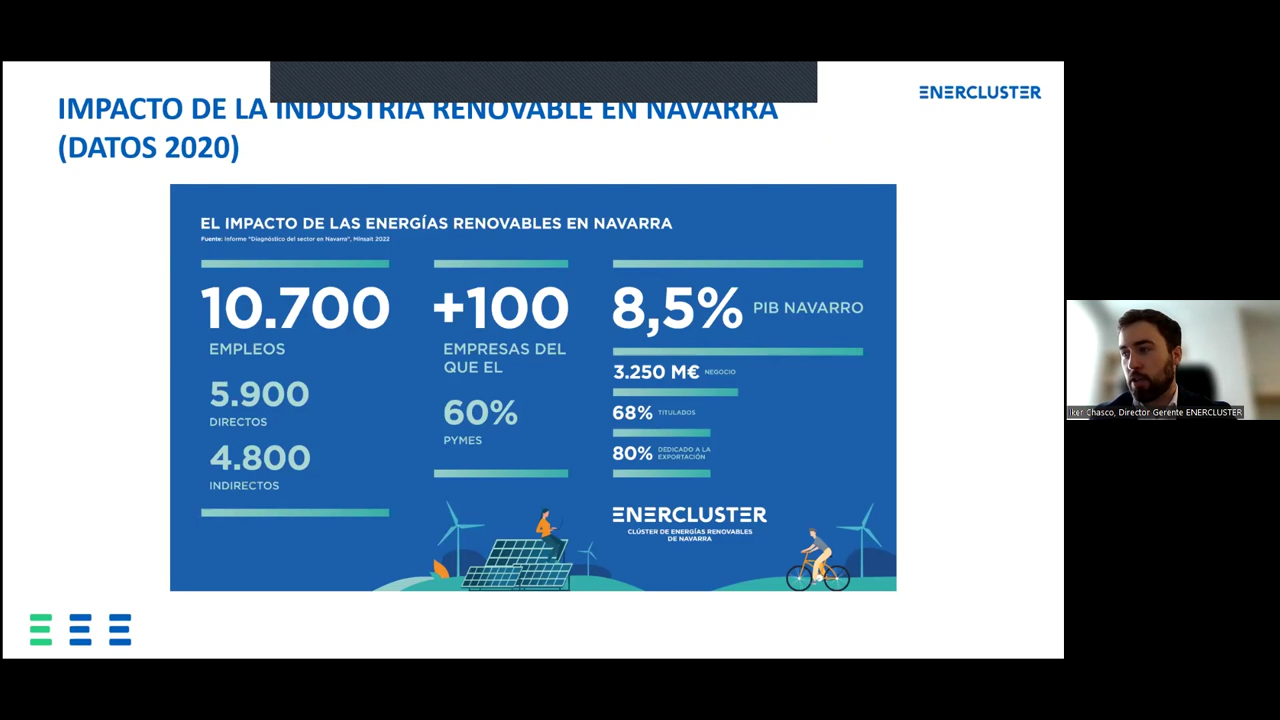 IMPACTO DE LA INDUSTRIA RENOVABLE EN NAVARRA
(DATOS 2020)
ENERCLUSTER
EL IMPACTO DE LAS ENERGÍAS RENOVABLES EN NAVARRA
Fuente: Informe "Diagnóstico del sector en Navarra", Minsait 2022
10.700
EMPLEOS
5.900
DIRECTOS
4.800
INDIRECTOS
+100
EMPRESAS DEL
QUE EL
60%
PYMES
8,5% PIB NAVARRO
3.250 M€ NEGOCIO
68% TITULADOS
80% DEDICADO A LA
EXPORTACIÓN
ENERCLUSTER
CLÚSTER DE ENERGÍAS RENOVABLES
DE NAVARRA
Iker Chasco, Director Gerente ENERCLUSTER